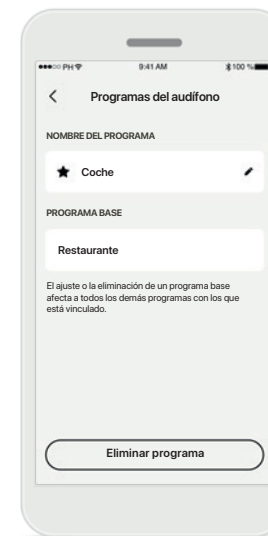 PH 9:41 AM 100 %
Programas del audífono
NOMBRE DEL PROGRAMA
Coche
PROGRAMA BASE
Restaurante
El ajuste o la eliminación de un programa base
afecta a todos los demás programas con los que
está vinculado.
Eliminar programa